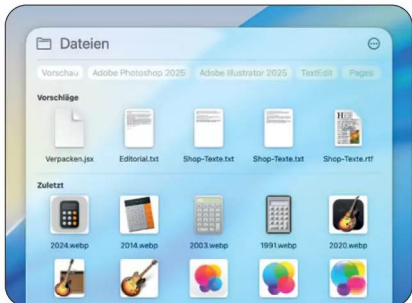 Dateien
Vorschau Adobe Photoshop 2025 Adobe Illustrator 2025 TextEdit Pages
Vorschläge
Verpacken.jsx Editorial.txt Shop-Texte.txt Shop-Texte.txt Shop-Texte.rtf
Zuletzt
2024.webp 2014.webp 2003.webp 1991.webp 2020.webp